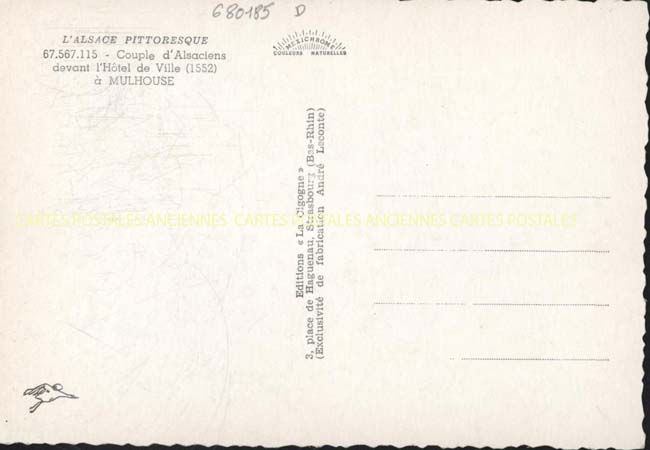 680185 D
L'ALSACE PITTORESQUE
67.567.115 - Couple d'Alsaciens
devant l'Hôtel de Ville (1552)
à MULHOUSE
MEXICHROME
COULEURS NATURELLES
Editions « La Cigogne »
3, place de Haguenau, Strasbourg (Bas-Rhin)
(Exclusivité de fabrication André Leconte)
CARTES POSTALES ANCIENNES CARTES POSTALES ANCIENNES CARTES POSTALES